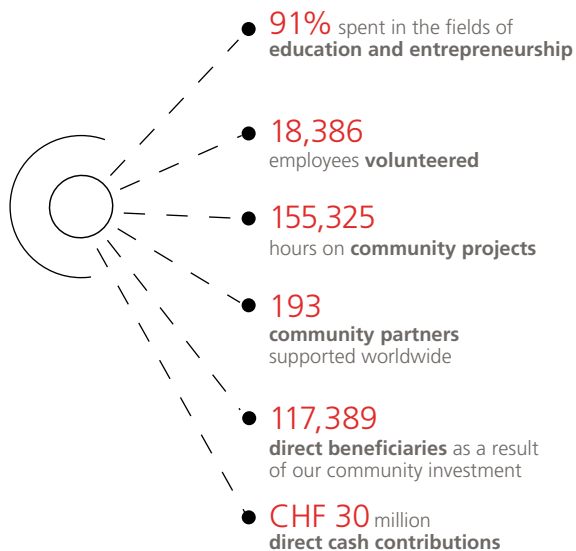 91% spent in the fields of
education and entrepreneurship
18,386
employees volunteered
155,325
hours on community projects
193
community partners
supported worldwide
117,389
direct beneficiaries as a result
of our community investment
CHF 30 million
direct cash contributions